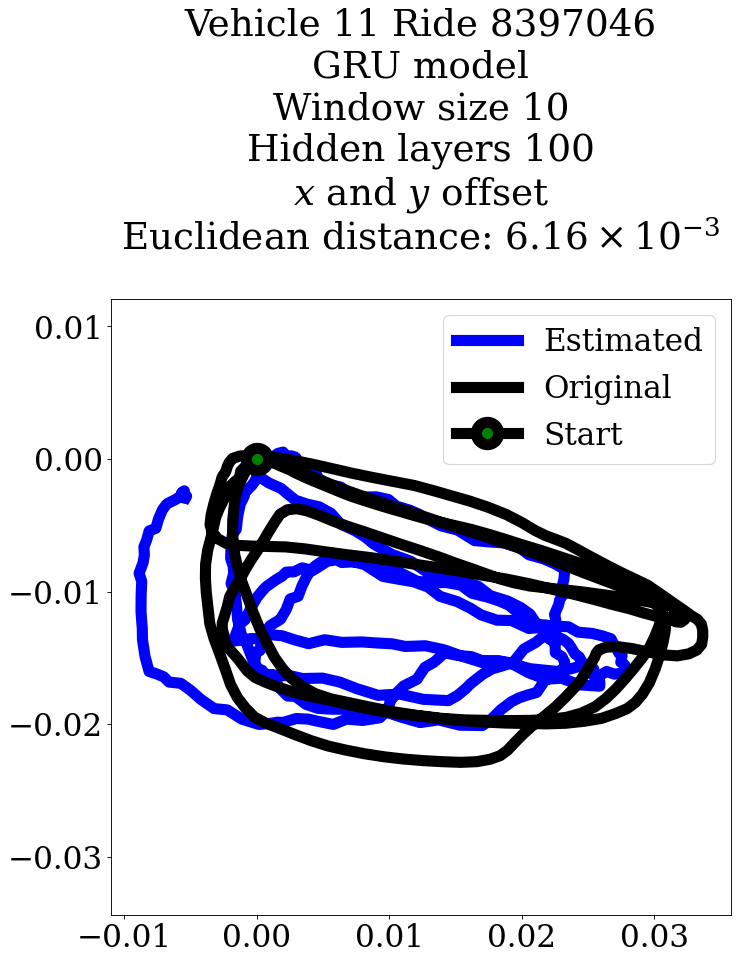 Vehicle 11 Ride 8397046
GRU model
Window size 10
Hidden layers 100
x and y offset
Euclidean distance: 6.16 × 10⁻³
Estimated
Original
Start
0.01
0.00
−0.01
−0.02
−0.03
−0.01 0.00 0.01 0.02 0.03